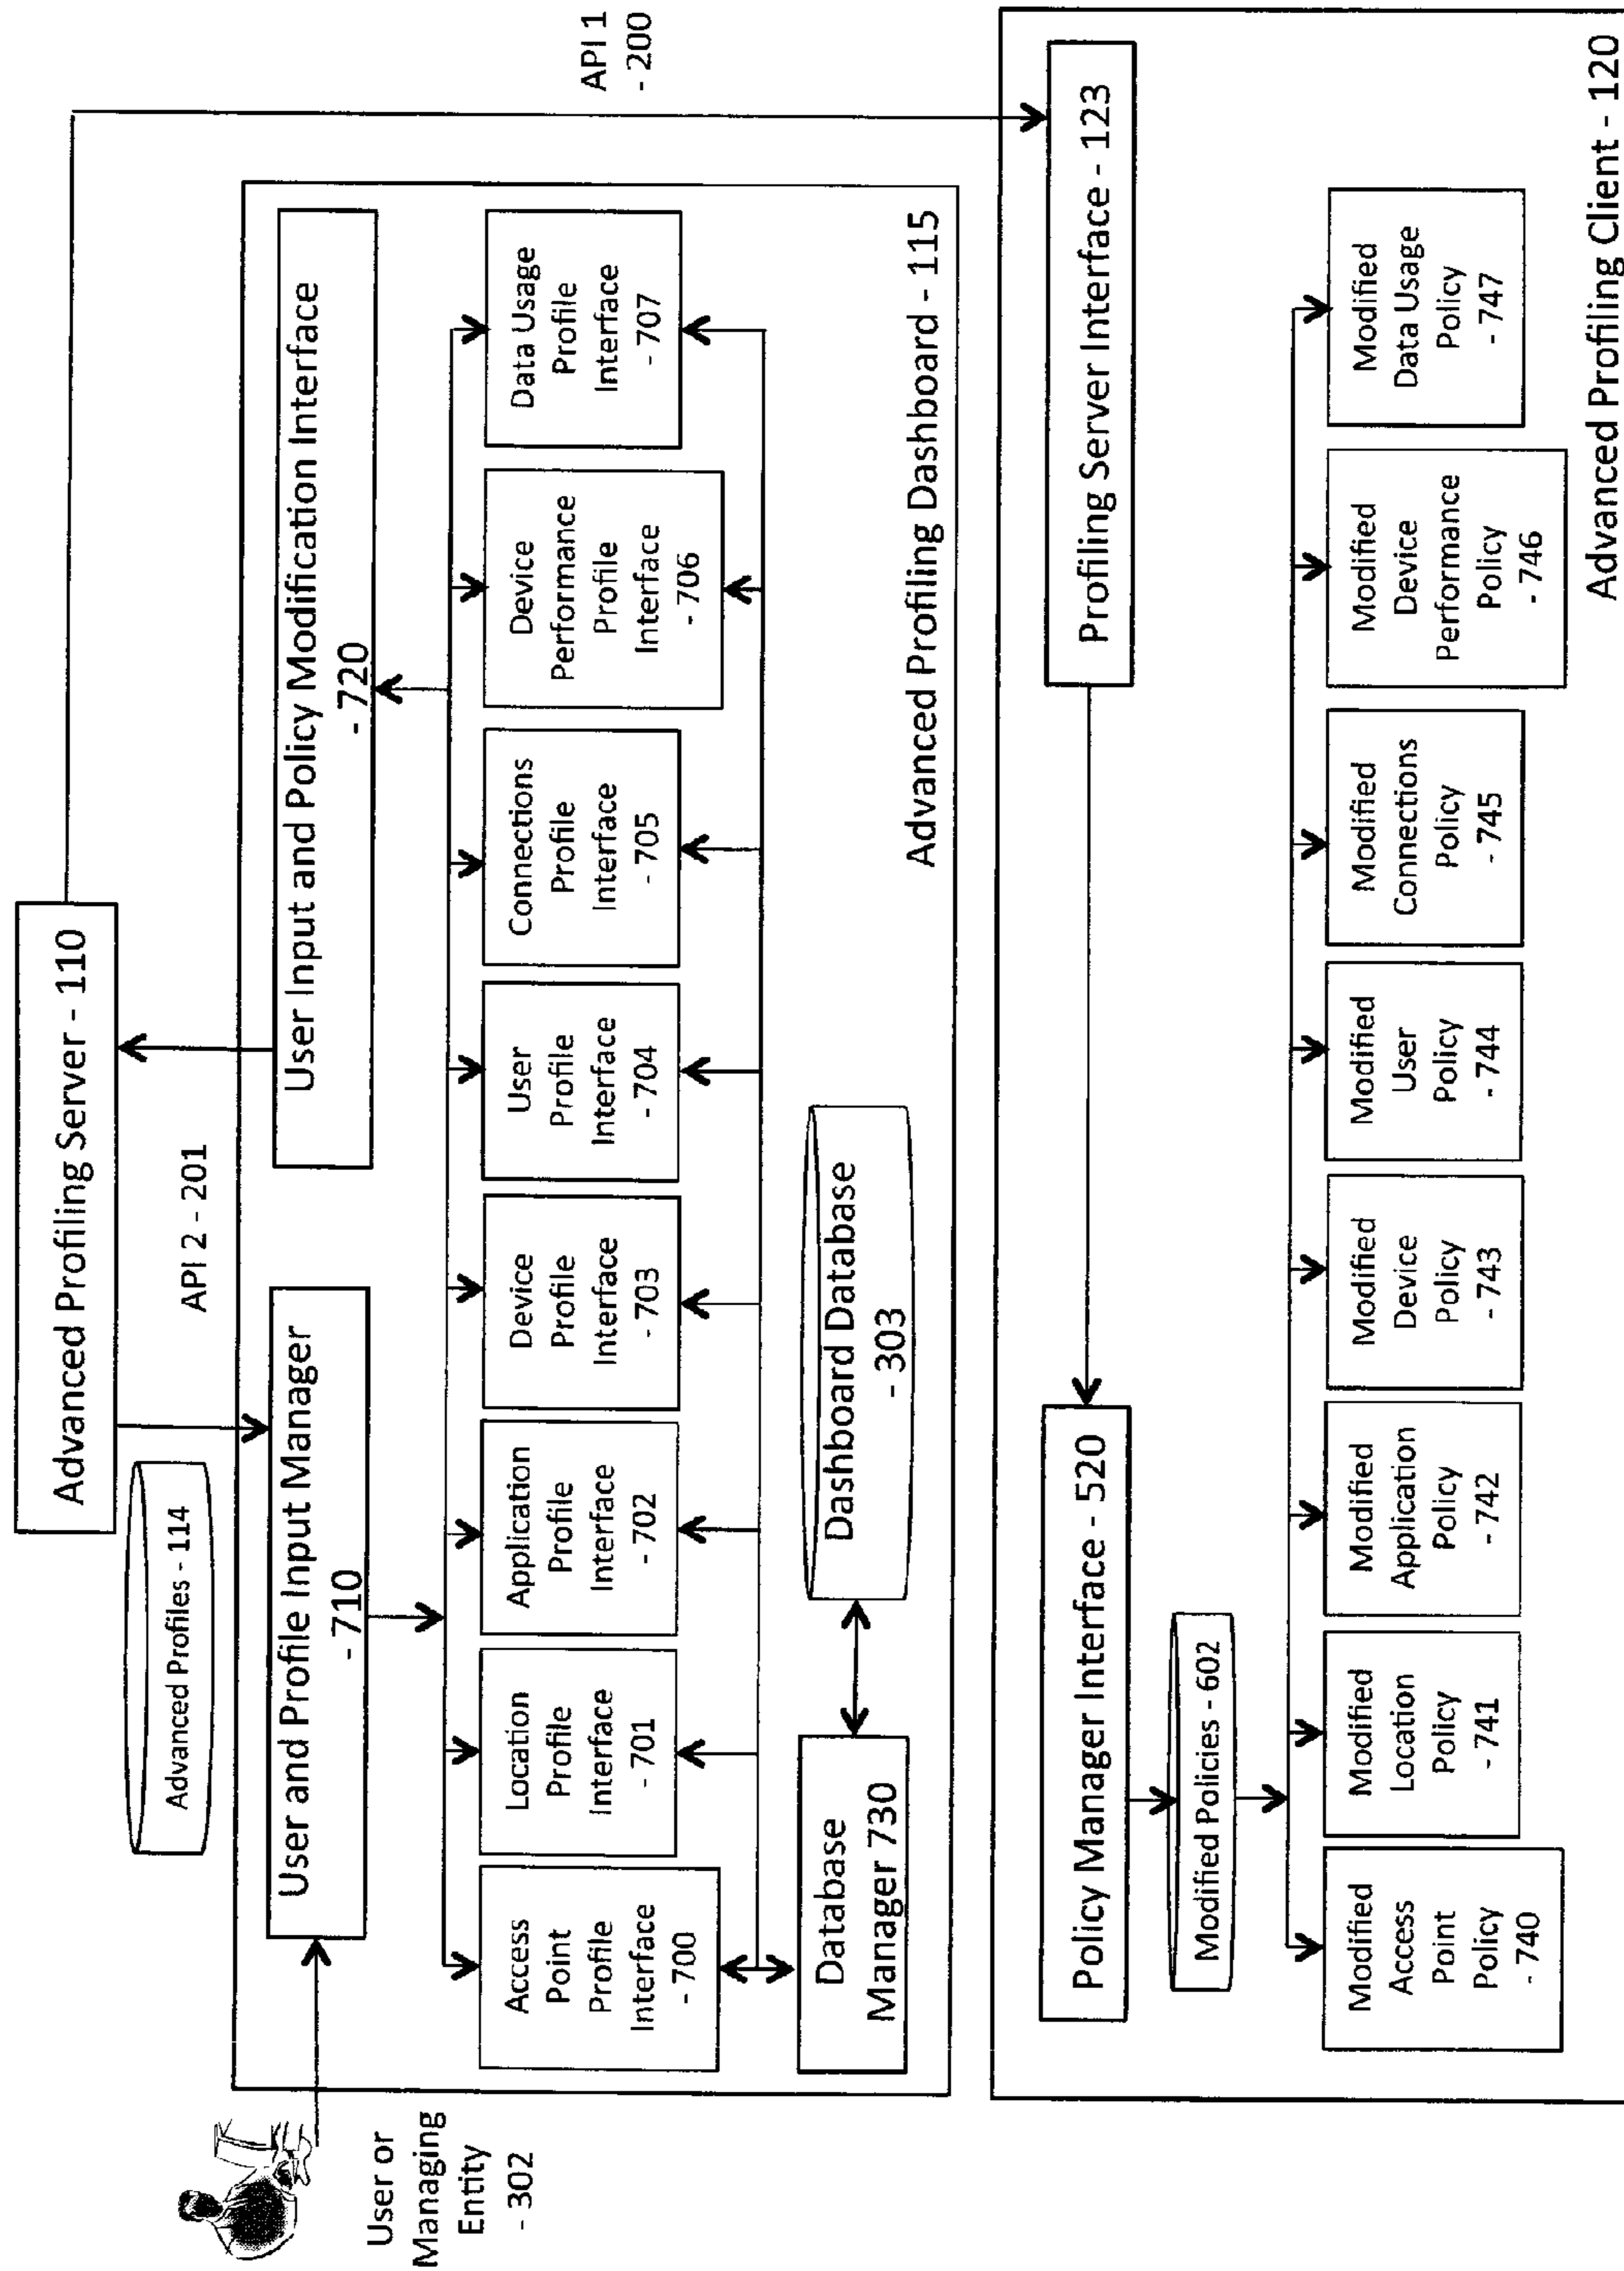 Advanced Profiling Server - 110
Advanced Profiles - 114
API 2 - 201
API 1
- 200
User or
Managing
Entity
- 302
User and Profile Input Manager
- 710
User Input and Policy Modification Interface
- 720
Access
Point
Profile
Interface
- 700
Location
Profile
Interface
- 701
Application
Profile
Interface
- 702
Device
Profile
Interface
- 703
User
Profile
Interface
- 704
Connections
Profile
Interface
- 705
Device
Performance
Profile
Interface
- 706
Data Usage
Profile
Interface
- 707
Database
Manager 730
Dashboard Database
- 303
Advanced Profiling Dashboard - 115
Policy Manager Interface - 520
Profiling Server Interface - 123
Modified Policies - 602
Modified
Access
Point
Policy
- 740
Modified
Location
Policy
- 741
Modified
Application
Policy
- 742
Modified
Device
Policy
- 743
Modified
User
Policy
- 744
Modified
Connections
Policy
- 745
Modified
Device
Performance
Policy
- 746
Modified
Data Usage
Policy
- 747
Advanced Profiling Client - 120